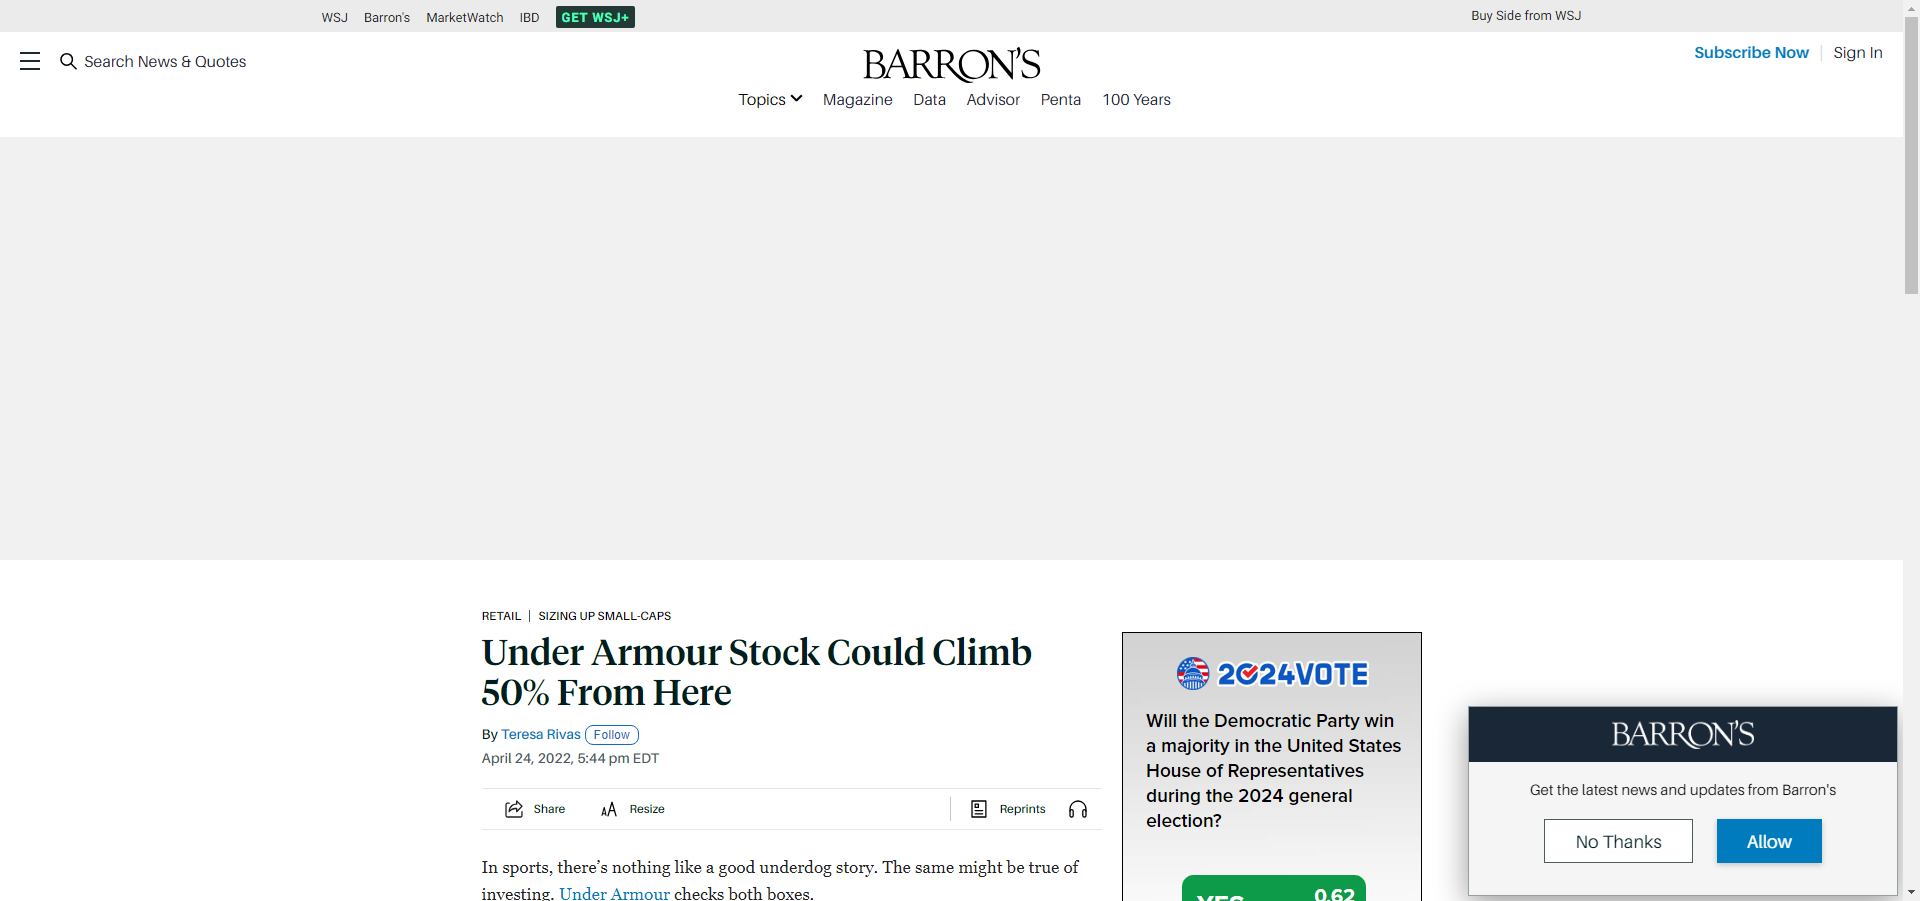 WSJ Barron's MarketWatch IBD GET WSJ+ Buy Side from WSJ
Search News & Quotes
BARRON'S
Subscribe Now Sign In
Topics Magazine Data Advisor Penta 100 Years
RETAIL | SIZING UP SMALL-CAPS
Under Armour Stock Could Climb
50% From Here
By Teresa Rivas Follow
April 24, 2022, 5:44 pm EDT
Share AA Resize Reprints
In sports, there’s nothing like a good underdog story. The same might be true of
investing. Under Armour checks both boxes.
2024VOTE
Will the Democratic Party win
a majority in the United States
House of Representatives
during the 2024 general
election?
YES 0.62
BARRON'S
Get the latest news and updates from Barron's
No Thanks Allow